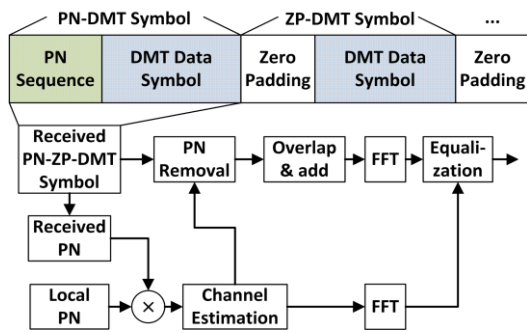 PN-DMT Symbol ZP-DMT Symbol ...
PN Sequence
DMT Data Symbol
Zero Padding
DMT Data Symbol
Zero Padding
Received
PN-ZP-DMT
Symbol
PN
Removal
Overlap
& add
FFT
Equali-
zation
Received
PN
Local
PN
×
Channel
Estimation
FFT